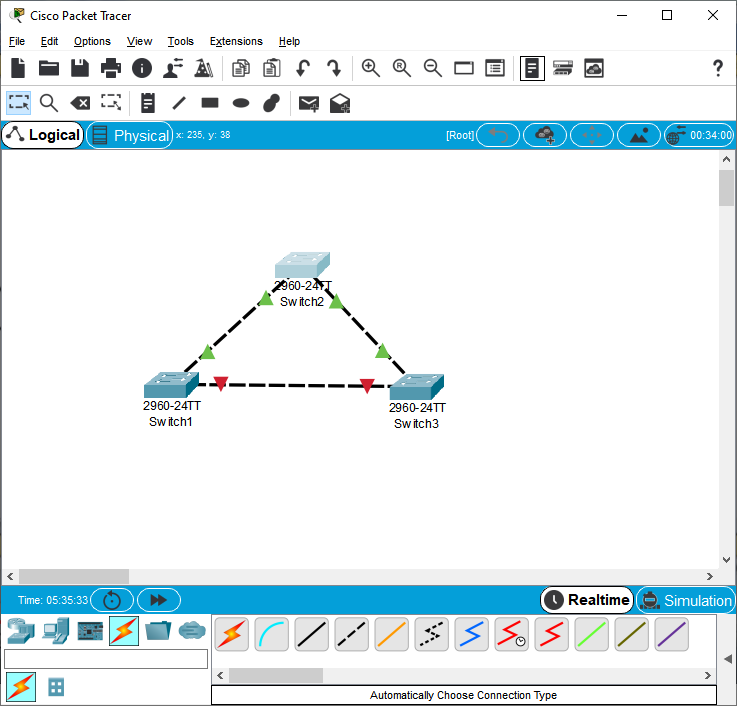 Cisco Packet Tracer
File Edit Options View Tools Extensions Help
Logical Physical x: 235, y: 38 [Root] 00:34:00
2960-24TT
Switch2
2960-24TT
Switch1
2960-24TT
Switch3
Time: 05:35:33 Realtime Simulation
Automatically Choose Connection Type